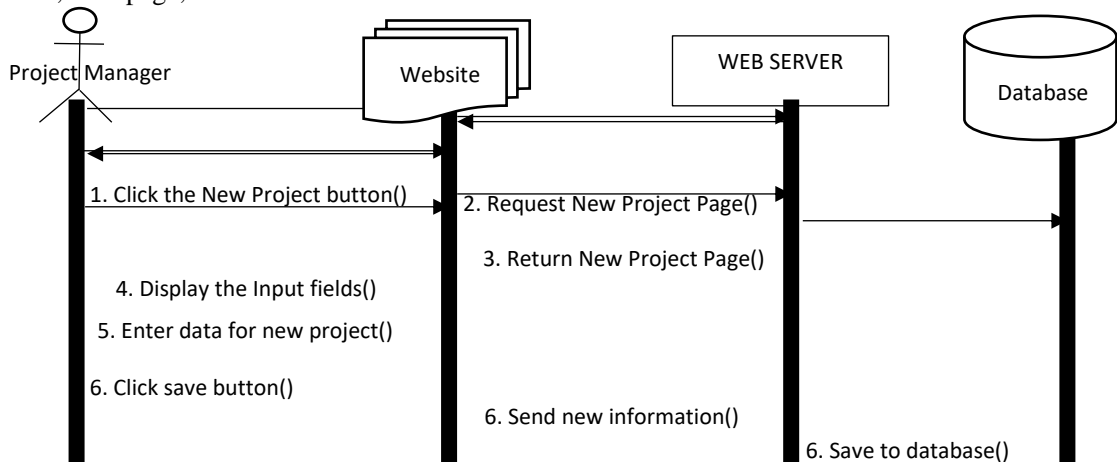 Project Manager
Website
WEB SERVER
Database
1. Click the New Project button()
2. Request New Project Page()
3. Return New Project Page()
4. Display the Input fields()
5. Enter data for new project()
6. Click save button()
6. Send new information()
6. Save to database()